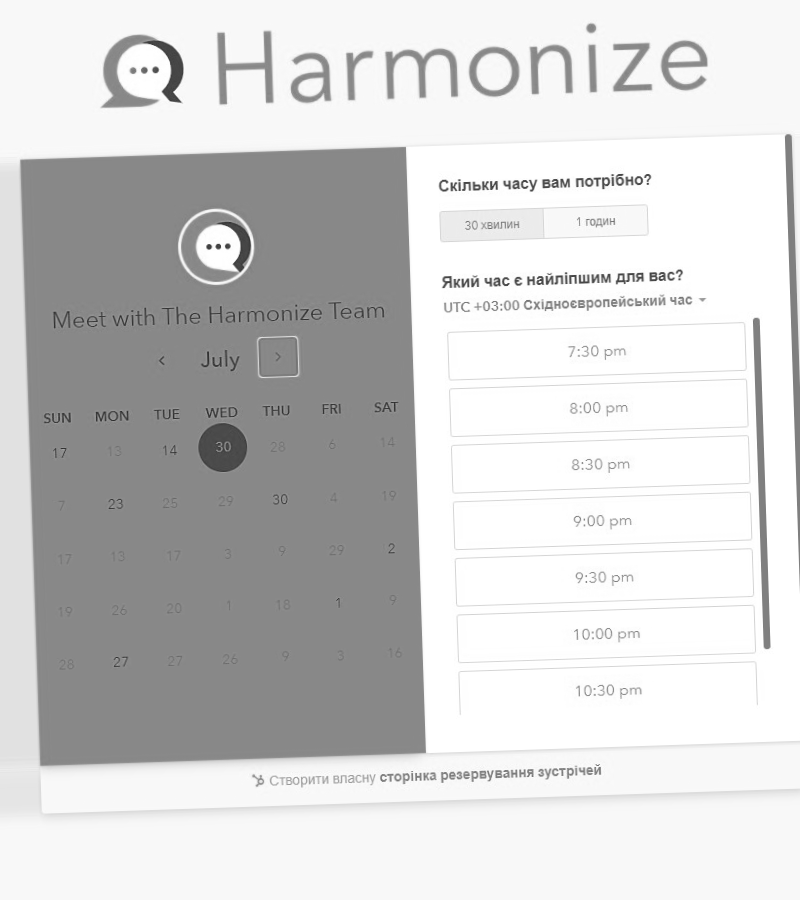 Harmonize
Meet with The Harmonize Team
July
SUN MON TUE WED THU FRI SAT
17 13 14 30 28 6 14
7 23 25 29 30 4 19
17 13 17 3 9 29 2
19 26 20 1 18 1 9
28 27 27 26 9 3 16
Скільки часу вам потрібно?
30 хвилин 1 годин
Який час є найліпшим для вас?
UTC +03:00 Східноєвропейський час
7:30 pm
8:00 pm
8:30 pm
9:00 pm
9:30 pm
10:00 pm
10:30 pm
Створити власну сторінка резервування зустрічей